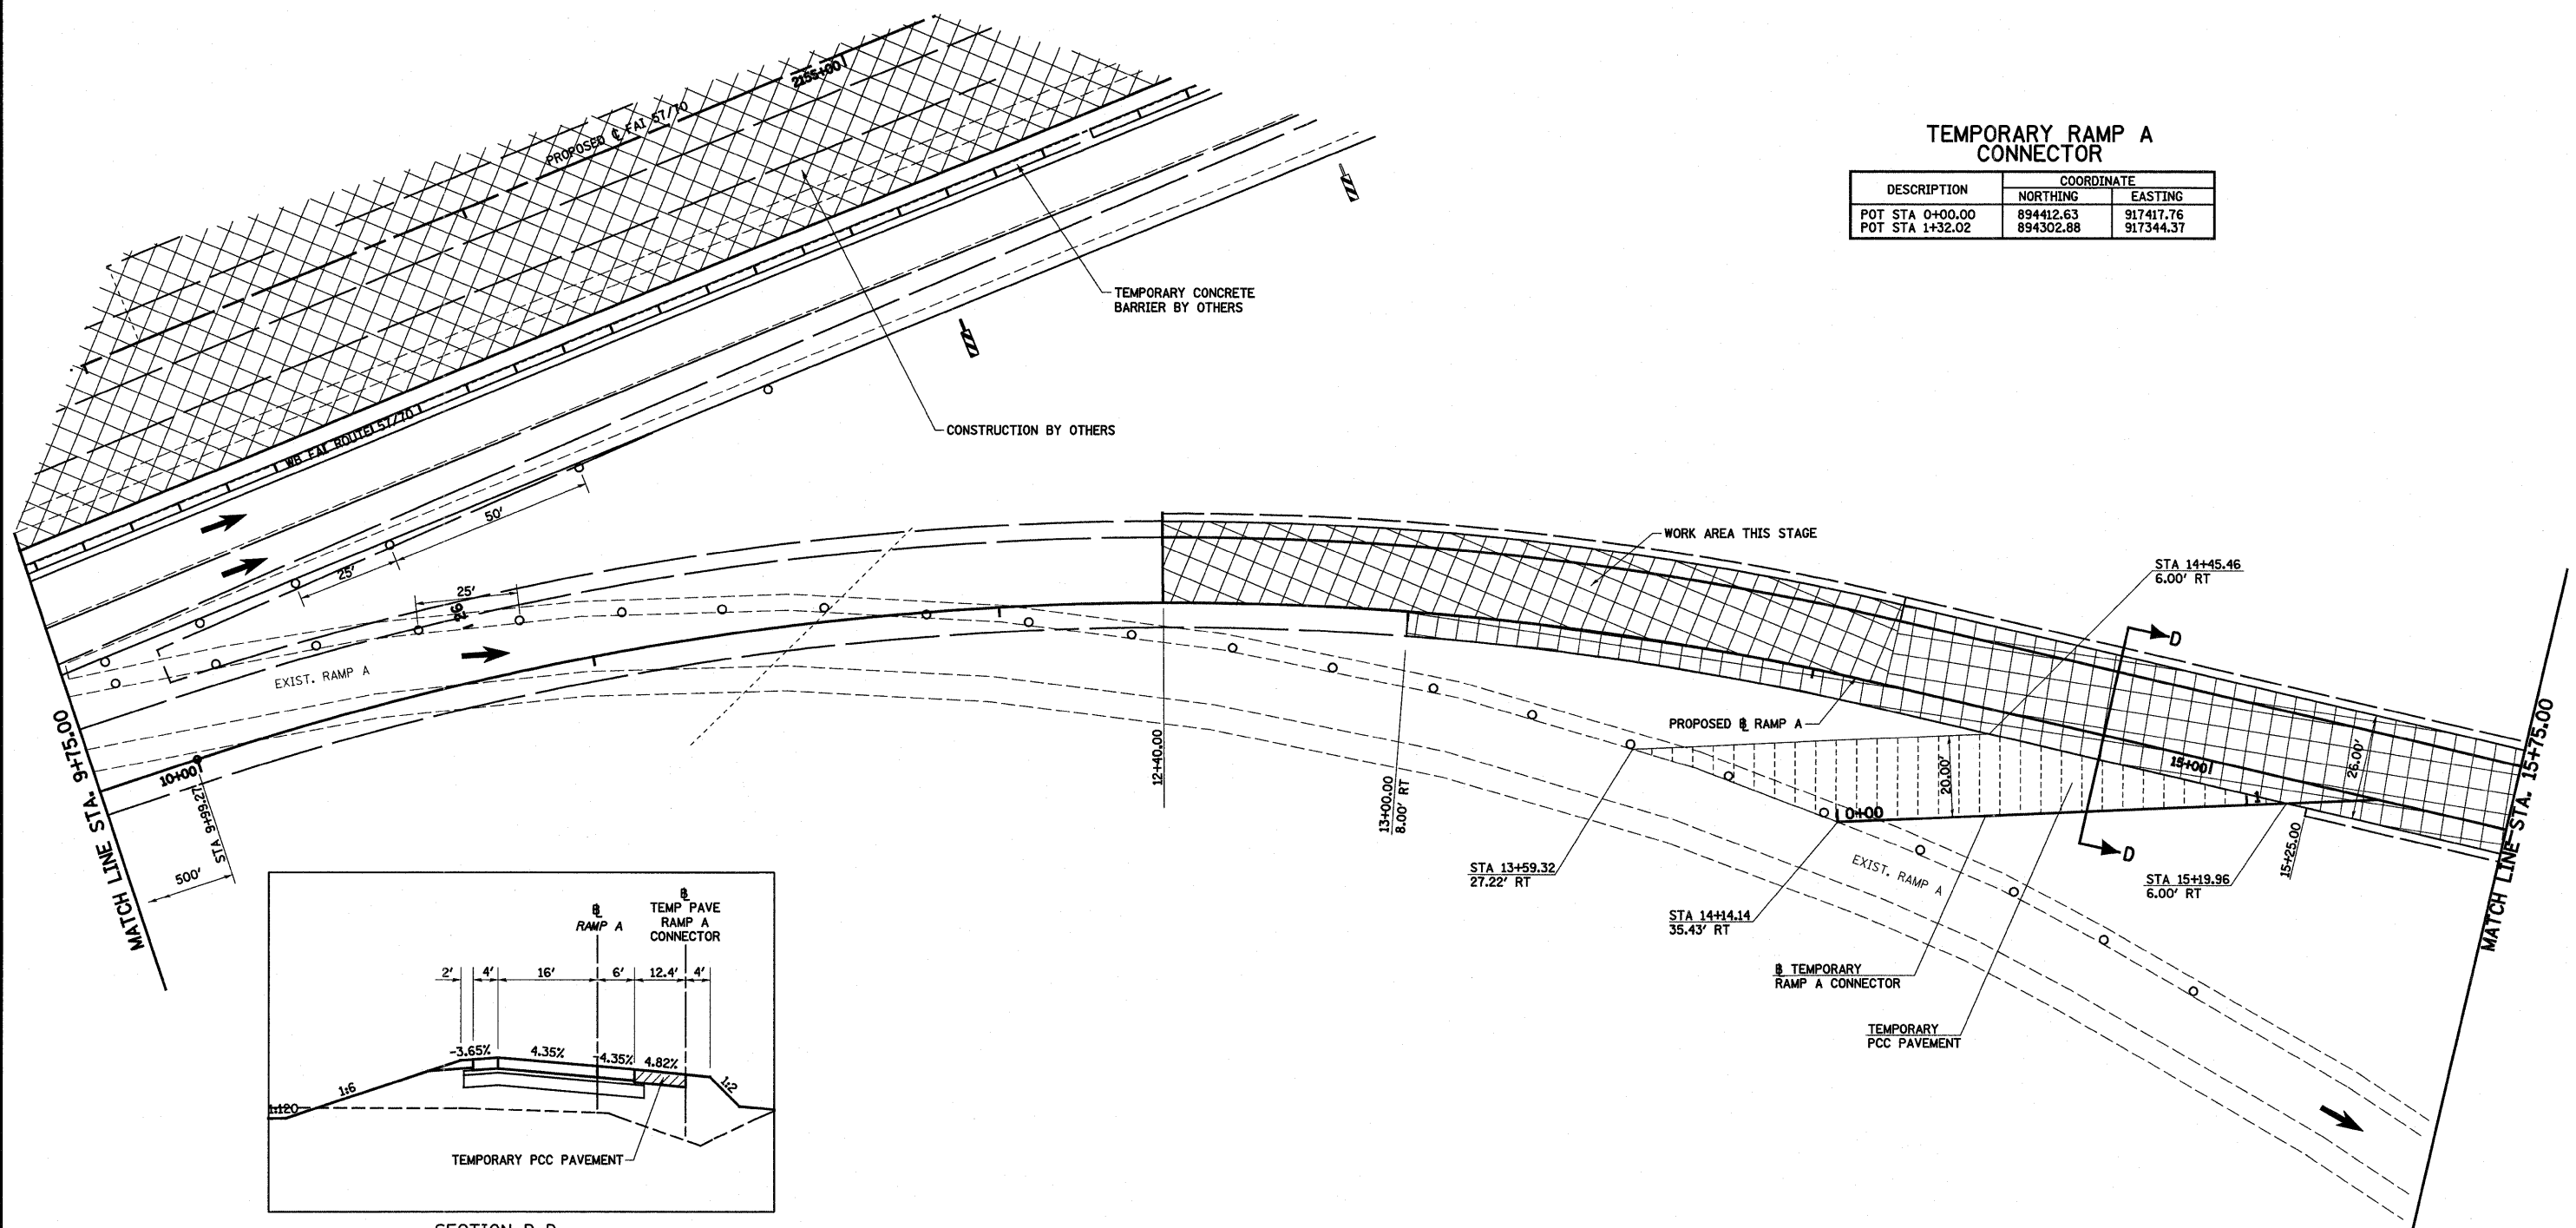 2155+00
PROPOSED ℄ FAI 57/70
WB FAI ROUTE 57/70
TEMPORARY RAMP A
CONNECTOR
DESCRIPTION
COORDINATE
NORTHING
EASTING
POT STA 0+00.00
894412.63
917417.76
POT STA 1+32.02
894302.88
917344.37
TEMPORARY CONCRETE
BARRIER BY OTHERS
CONSTRUCTION BY OTHERS
50'
25'
25'
EXIST. RAMP A
10+00
STA 9+99.27
500'
MATCH LINE STA. 9+75.00
WORK AREA THIS STAGE
STA 14+45.46
6.00' RT
D
PROPOSED ℄ RAMP A
12+40.00
13+00.00
8.00' RT
20.00'
15+00
26.00'
MATCH LINE STA. 15+75.00
0+00
1
D
STA 13+59.32
27.22' RT
EXIST. RAMP A
STA 15+19.96
6.00' RT
15+25.00
STA 14+14.14
35.43' RT
TEMPORARY
RAMP A CONNECTOR
TEMPORARY
PCC PAVEMENT
RAMP A
TEMP PAVE
RAMP A
CONNECTOR
2'
4'
16'
6'
12.4'
4'
-3.65%
4.35%
4.35%
4.82%
1:6
1:2
1:120
TEMPORARY PCC PAVEMENT